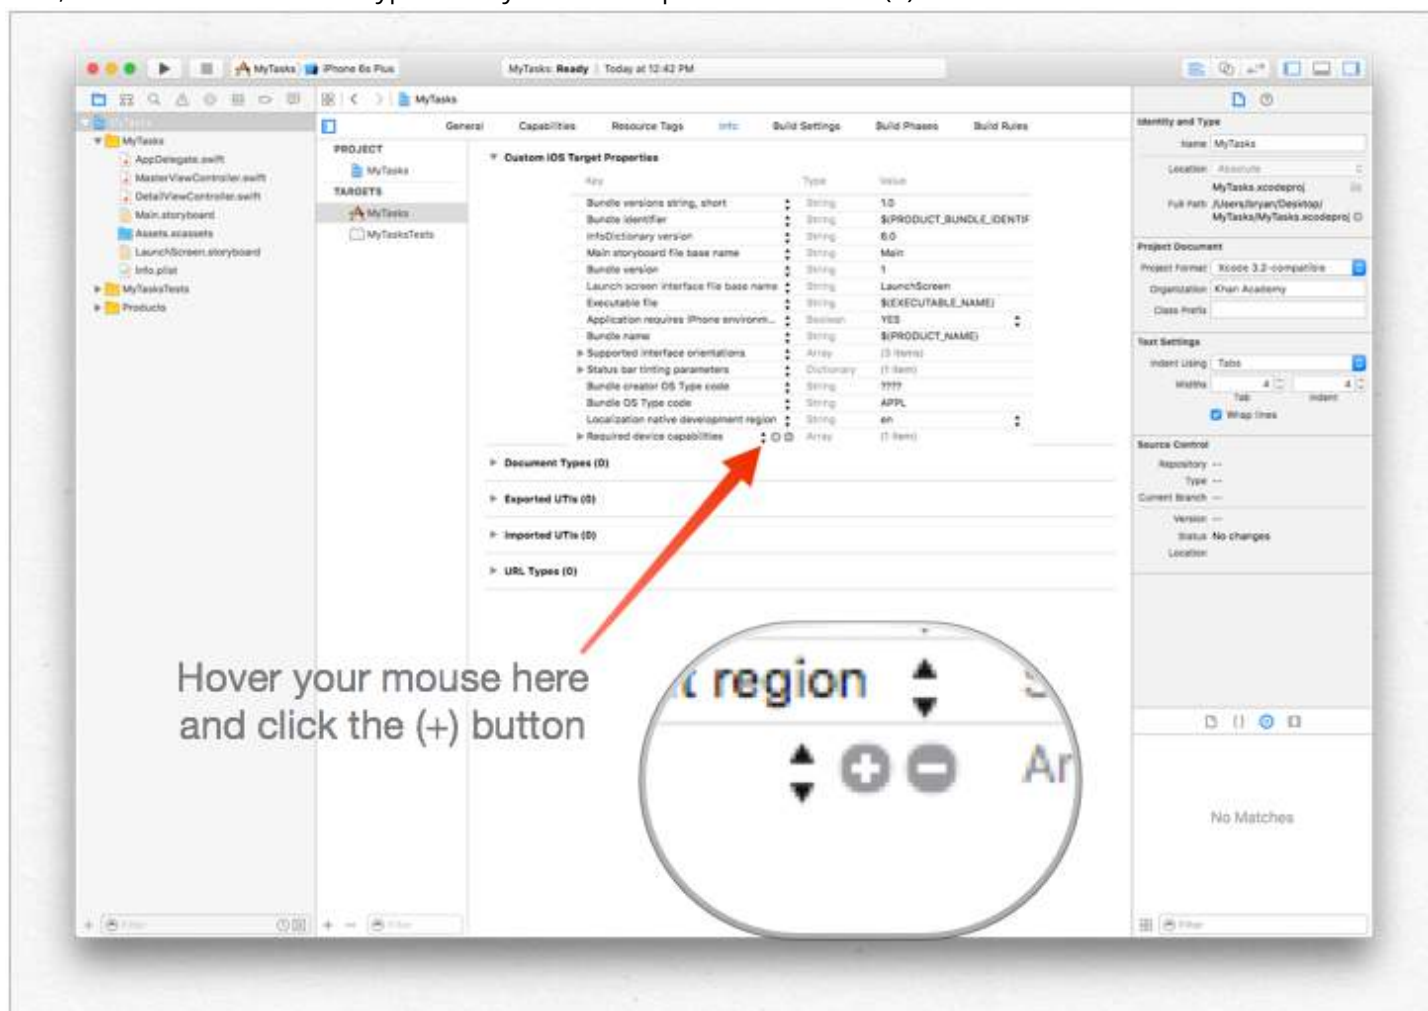 MyTasks iPhone 6s Plus MyTasks: Ready Today at 12:42 PM
MyTasks
General Capabilities Resource Tags Info Build Settings Build Phases Build Rules
MyTasks
MyTasks
AppDelegate.swift
MasterViewController.swift
DetailViewController.swift
Main.storyboard
Assets.xcassets
LaunchScreen.storyboard
Info.plist
MyTasksTests
Products
Filter
PROJECT
MyTasks
TARGETS
MyTasks
MyTasksTests
Filter
Custom iOS Target Properties
Key Type Value
Bundle versions string, short String 1.0
Bundle identifier String $(PRODUCT_BUNDLE_IDENTIF
InfoDictionary version String 6.0
Main storyboard file base name String Main
Bundle version String 1
Launch screen interface file base name String LaunchScreen
Executable file String $(EXECUTABLE_NAME)
Application requires iPhone environm... Boolean YES
Bundle name String $(PRODUCT_NAME)
Supported interface orientations Array (3 items)
Status bar tinting parameters Dictionary (1 item)
Bundle creator OS Type code String ????
Bundle OS Type code String APPL
Localization native development region String en
Required device capabilities Array (1 item)
Document Types (0)
Exported UTIs (0)
Imported UTIs (0)
URL Types (0)
Hover your mouse here
and click the (+) button
region
Ar
Identity and Type
Name MyTasks
Location Absolute
MyTasks.xcodeproj
Full Path /Users/bryan/Desktop/
MyTasks/MyTasks.xcodeproj
Project Document
Project Format Xcode 3.2-compatible
Organization Khan Academy
Class Prefix
Text Settings
Indent Using Tabs
Widths 4 4
Tab Indent
Wrap lines
Source Control
Repository --
Type --
Current Branch --
Version --
Status No changes
Location
No Matches
Filter